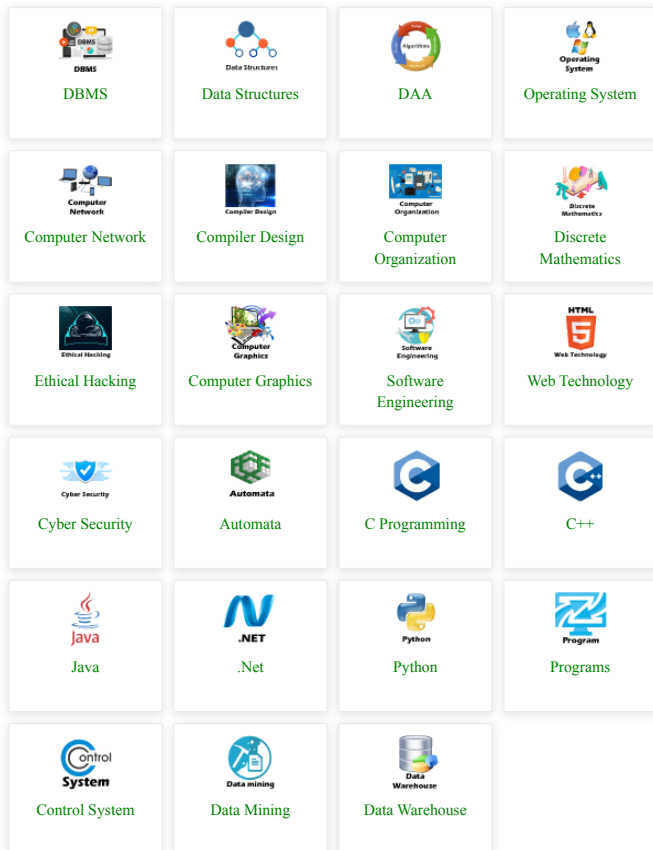 DBMS
DBMS
DBMS
Data Structures
Data Structures
Algorithms
DAA
Operating
System
Operating System
Computer
Network
Computer Network
Compiler Design
Compiler Design
Computer
Organization
Computer
Organization
Discrete
Mathematics
Discrete
Mathematics
Ethical Hacking
Ethical Hacking
Computer
Graphics
Computer Graphics
Software
Engineering
Software
Engineering
HTML
5
Web Technology
Web Technology
Cyber Security
Cyber Security
Automata
Automata
C
C Programming
C++
C++
Java
Java
.NET
.Net
Python
Python
Program
Programs
Control
System
Control System
Data mining
Data Mining
Data
Warehouse
Data Warehouse